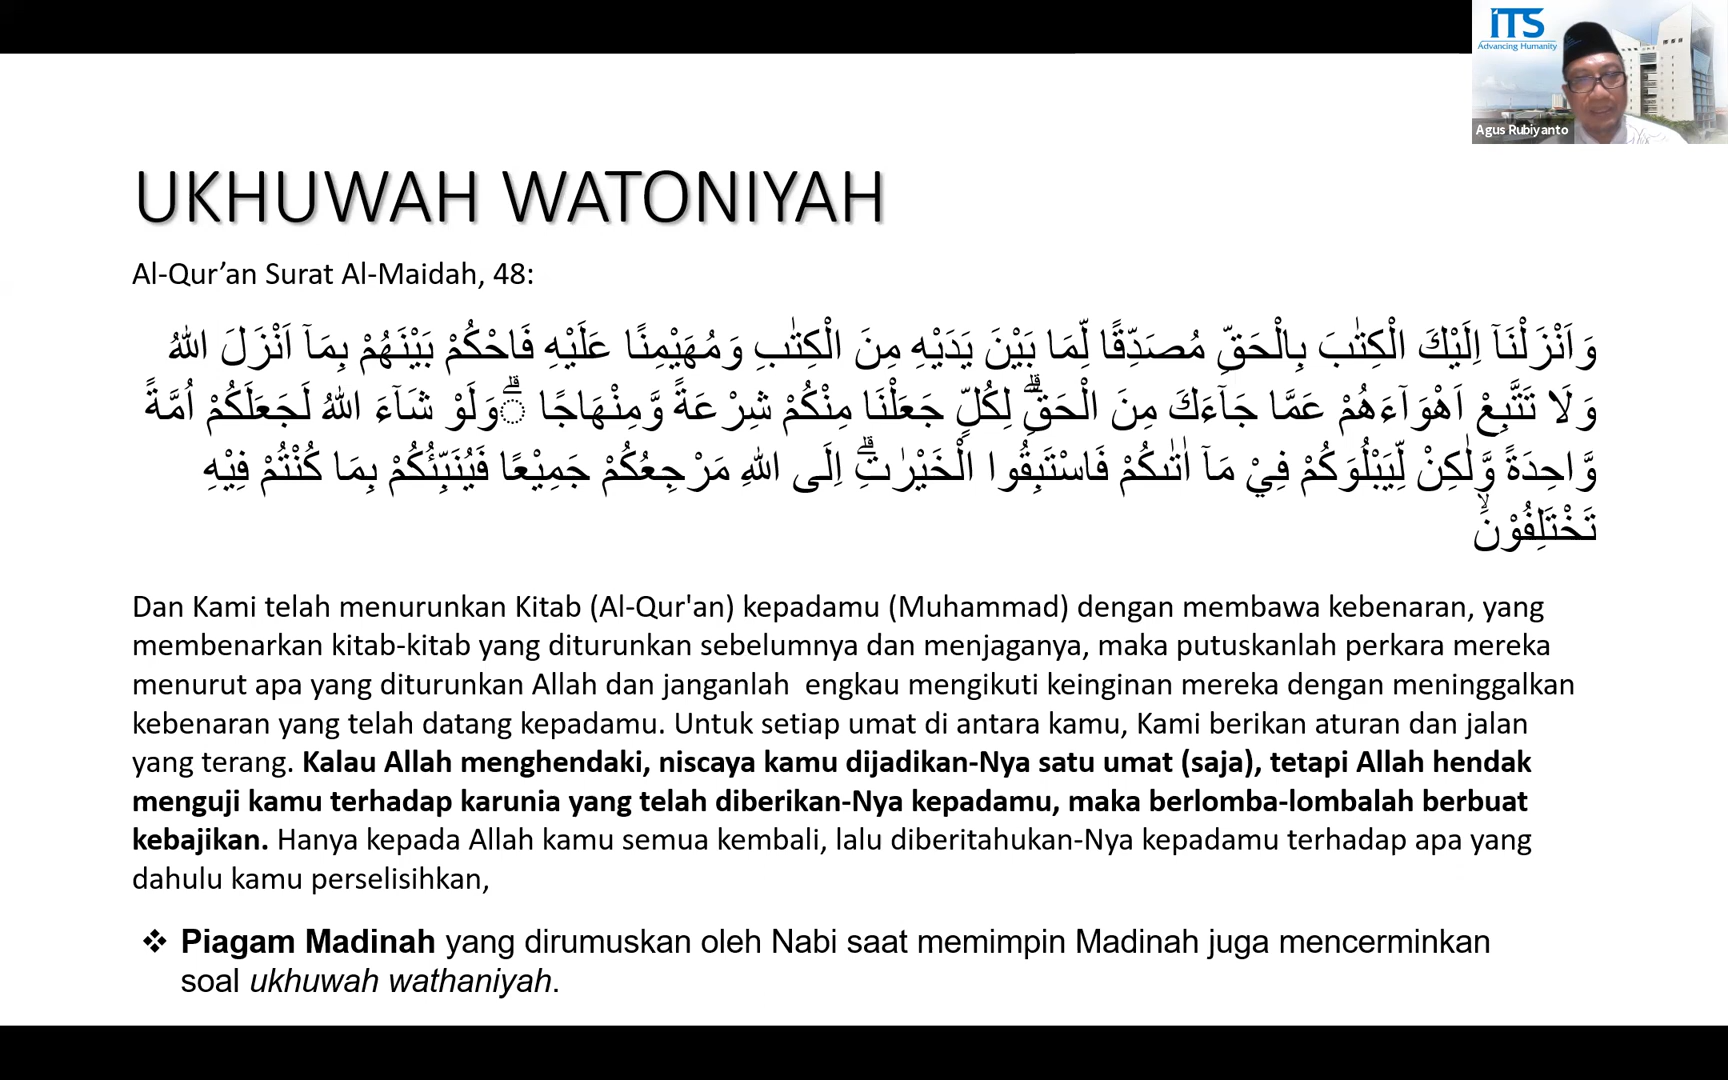 ITS
Advancing Humanity
Agus Rubiyanto
UKHUWAH WATONIYAH
Al-Qur’an Surat Al-Maidah, 48:
وَاَنْزَلْنَآ اِلَيْكَ الْكِتٰبَ بِالْحَقِّ مُصَدِّقًا لِّمَا بَيْنَ يَدَيْهِ مِنَ الْكِتٰبِ وَمُهَيْمِنًا عَلَيْهِ فَاحْكُمْ بَيْنَهُمْ بِمَآ اَنْزَلَ اللّٰهُ
وَلَا تَتَّبِعْ اَهْوَآءَهُمْ عَمَّا جَآءَكَ مِنَ الْحَقِّۗ لِكُلٍّ جَعَلْنَا مِنْكُمْ شِرْعَةً وَّمِنْهَاجًا ۗوَلَوْ شَآءَ اللّٰهُ لَجَعَلَكُمْ اُمَّةً
وَّاحِدَةً وَّلٰكِنْ لِّيَبْلُوَكُمْ فِيْ مَآ اٰتٰىكُمْ فَاسْتَبِقُوا الْخَيْرٰتِۗ اِلَى اللّٰهِ مَرْجِعُكُمْ جَمِيْعًا فَيُنَبِّئُكُمْ بِمَا كُنْتُمْ فِيْهِ
تَخْتَلِفُوْنَۙ
Dan Kami telah menurunkan Kitab (Al-Qur'an) kepadamu (Muhammad) dengan membawa kebenaran, yang
membenarkan kitab-kitab yang diturunkan sebelumnya dan menjaganya, maka putuskanlah perkara mereka
menurut apa yang diturunkan Allah dan janganlah  engkau mengikuti keinginan mereka dengan meninggalkan
kebenaran yang telah datang kepadamu. Untuk setiap umat di antara kamu, Kami berikan aturan dan jalan
yang terang. Kalau Allah menghendaki, niscaya kamu dijadikan-Nya satu umat (saja), tetapi Allah hendak
menguji kamu terhadap karunia yang telah diberikan-Nya kepadamu, maka berlomba-lombalah berbuat
kebajikan. Hanya kepada Allah kamu semua kembali, lalu diberitahukan-Nya kepadamu terhadap apa yang
dahulu kamu perselisihkan,
❖ Piagam Madinah yang dirumuskan oleh Nabi saat memimpin Madinah juga mencerminkan
soal ukhuwah wathaniyah.